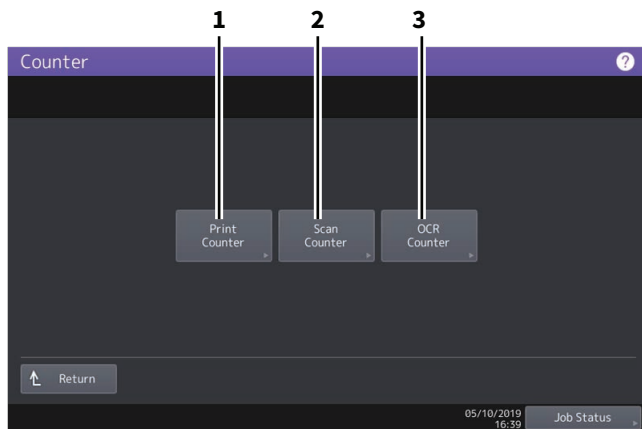 1 2 3
Counter ?
Print Scan OCR
Counter Counter Counter
Return
05/10/2019
16:39 Job Status